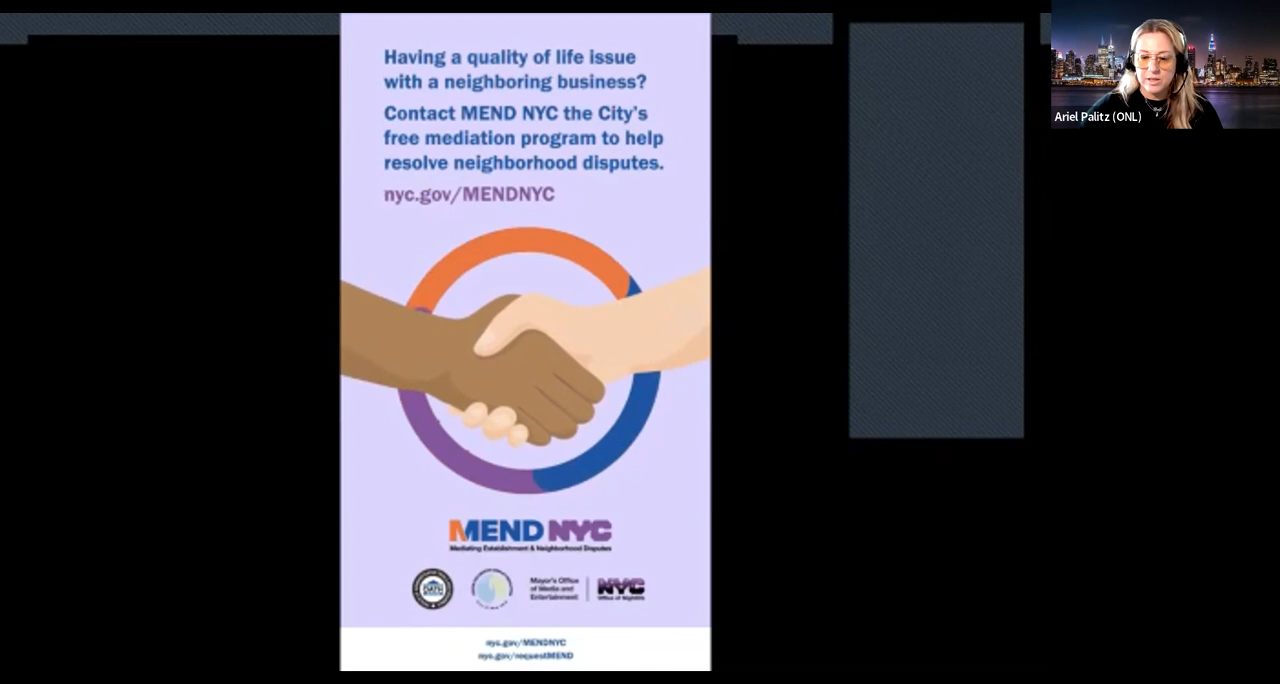 Having a quality of life issue
with a neighboring business?
Contact MEND NYC the City's
free mediation program to help
resolve neighborhood disputes.
nyc.gov/MENDNYC
MEND NYC
Mediating Establishment & Neighborhood Disputes
OATH
Mayor's Office
of Media and
Entertainment
NYC
nyc.gov/MENDNYC
nyc.gov/requestMEND
Ariel Palitz (ONL)